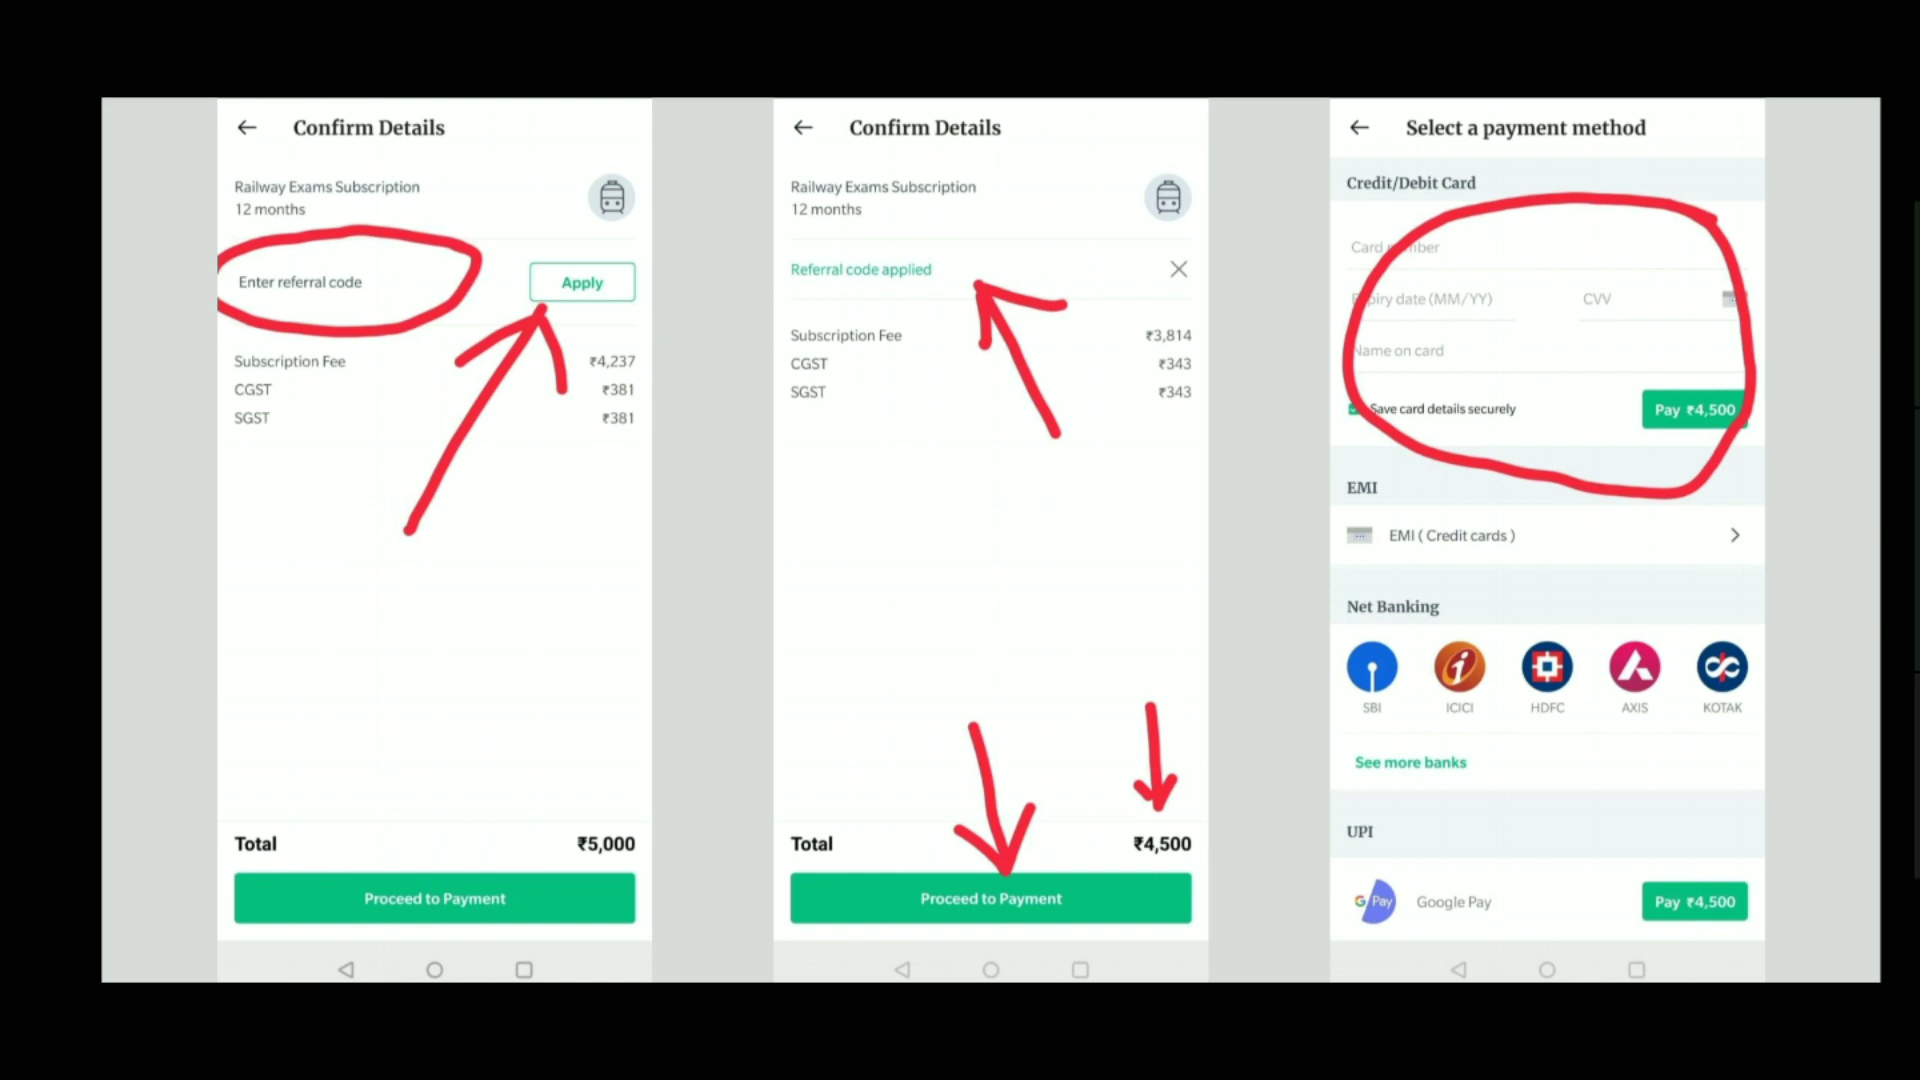 Confirm Details
Railway Exams Subscription
12 months
Enter referral code
Apply
Subscription Fee ₹4,237
CGST ₹381
SGST ₹381
Total ₹5,000
Proceed to Payment
Confirm Details
Railway Exams Subscription
12 months
Referral code applied
Subscription Fee ₹3,814
CGST ₹343
SGST ₹343
Total ₹4,500
Proceed to Payment
Select a payment method
Credit/Debit Card
Card
date (MM/YY) CVV
Name on card
Save card details securely
Pay ₹4,500
EMI
EMI ( Credit cards )
Net Banking
SBI ICICI HDFC AXIS KOTAK
See more banks
UPI
G Pay Google Pay
Pay ₹4,500